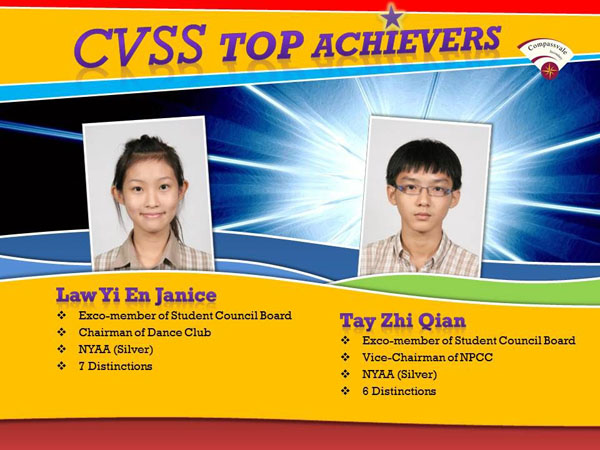 CVSS TOP ACHIEVERS
Compassvale
Law Yi En Janice
Exco-member of Student Council Board
Chairman of Dance Club
NYAA (Silver)
7 Distinctions
Tay Zhi Qian
Exco-member of Student Council Board
Vice-Chairman of NPCC
NYAA (Silver)
6 Distinctions